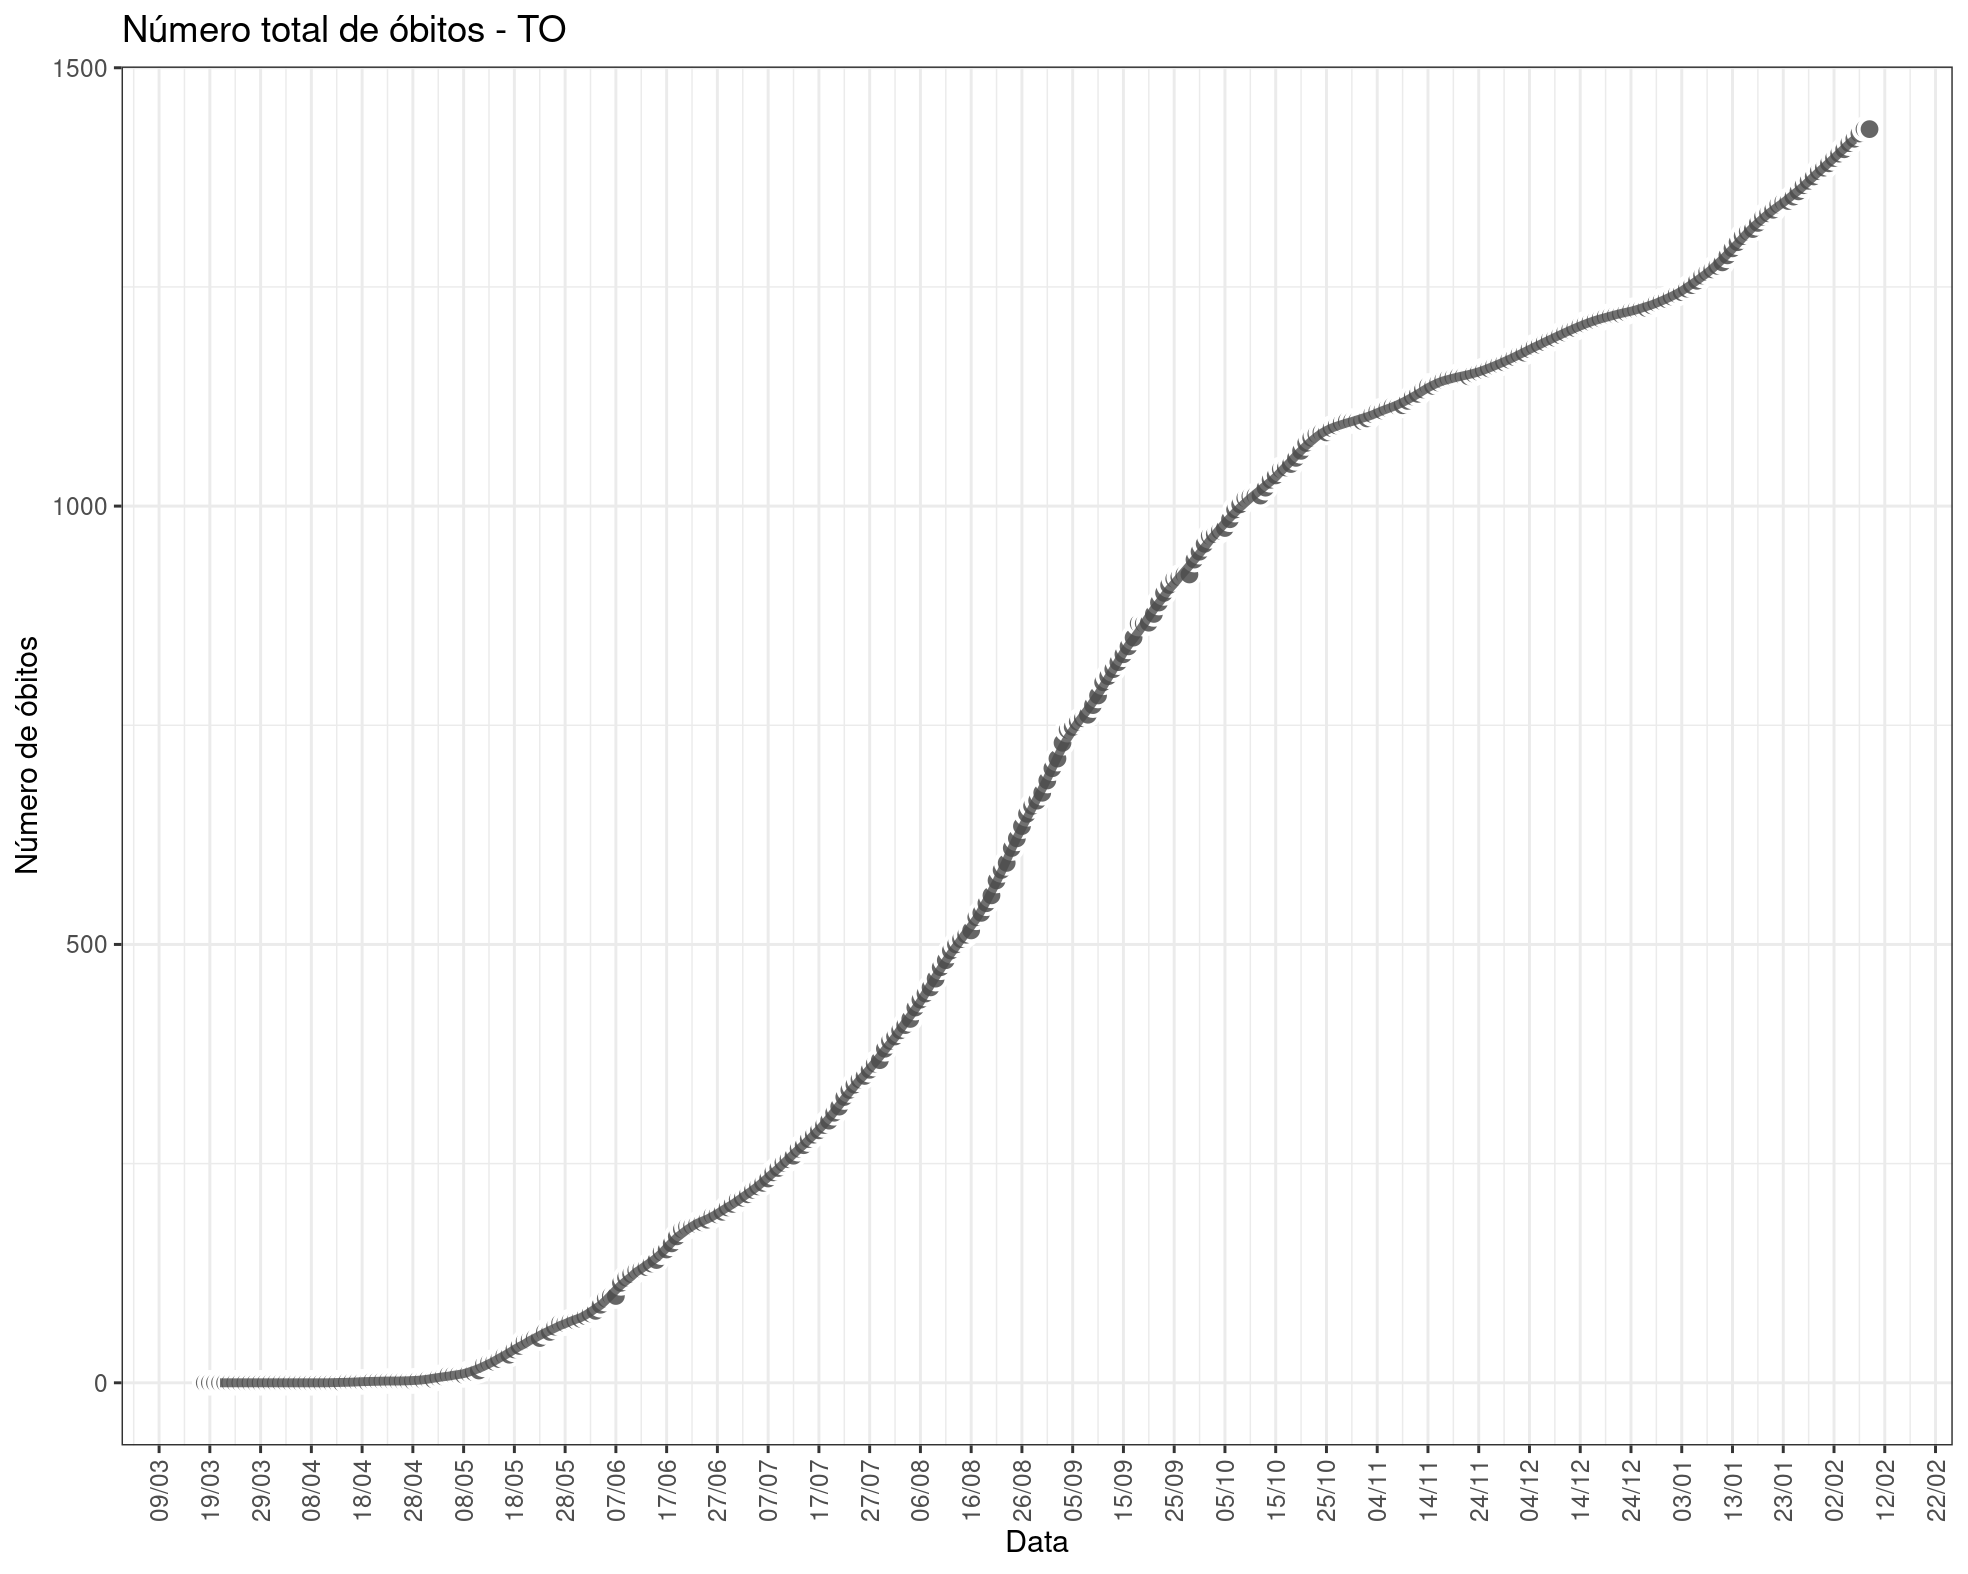 Número total de óbitos - TO
1500
1000
500
0
Número de óbitos
09/03 19/03 29/03 08/04 18/04 28/04 08/05 18/05 28/05 07/06 17/06 27/06 07/07 17/07 27/07 06/08 16/08 26/08 05/09 15/09 25/09 05/10 15/10 25/10 04/11 14/11 24/11 04/12 14/12 24/12 03/01 13/01 23/01 02/02 12/02 22/02
Data